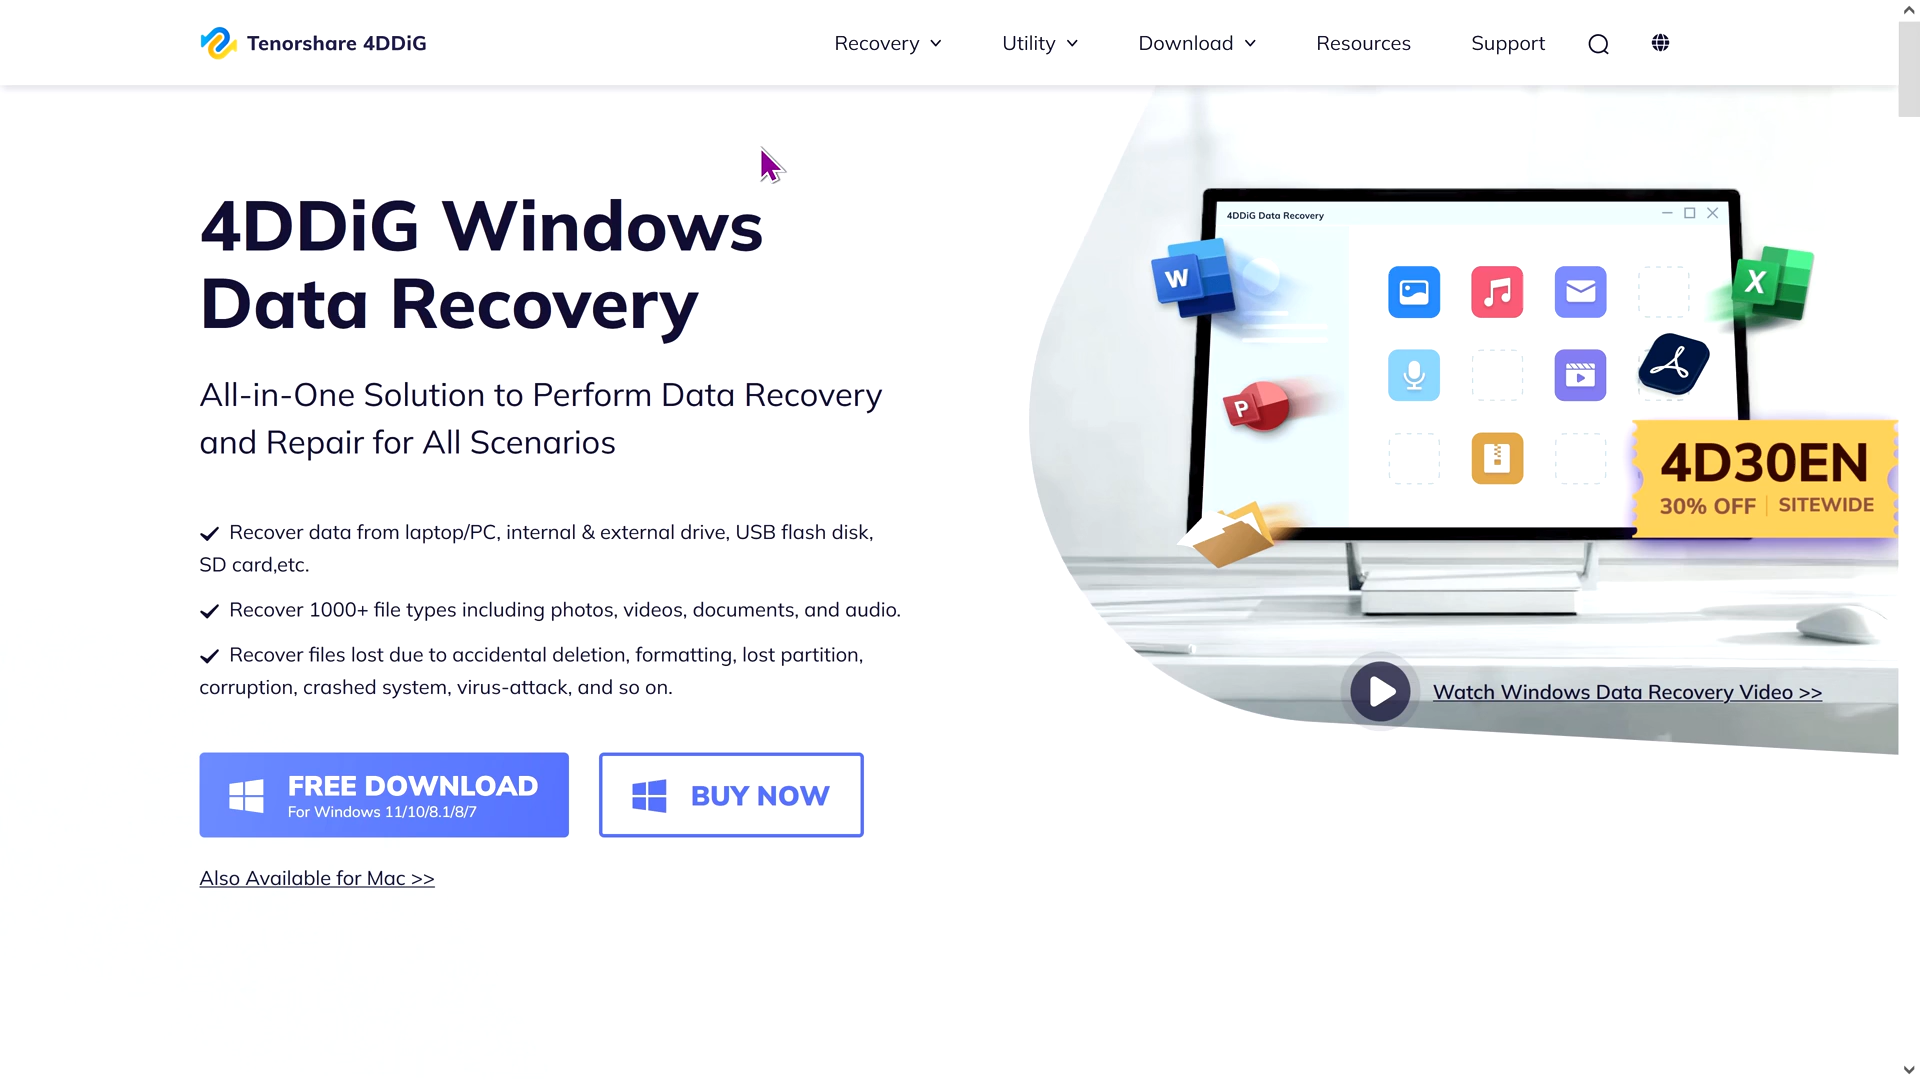 Tenorshare 4DDiG
Recovery
Utility
Download
Resources
Support
4DDiG Windows
Data Recovery
All-in-One Solution to Perform Data Recovery
and Repair for All Scenarios
Recover data from laptop/PC, internal & external drive, USB flash disk,
SD card,etc.
Recover 1000+ file types including photos, videos, documents, and audio.
Recover files lost due to accidental deletion, formatting, lost partition,
corruption, crashed system, virus-attack, and so on.
FREE DOWNLOAD
For Windows 11/10/8.1/8/7
BUY NOW
Also Available for Mac >>
4DDiG Data Recovery
W
X
P
4D30EN
30% OFF | SITEWIDE
Watch Windows Data Recovery Video >>